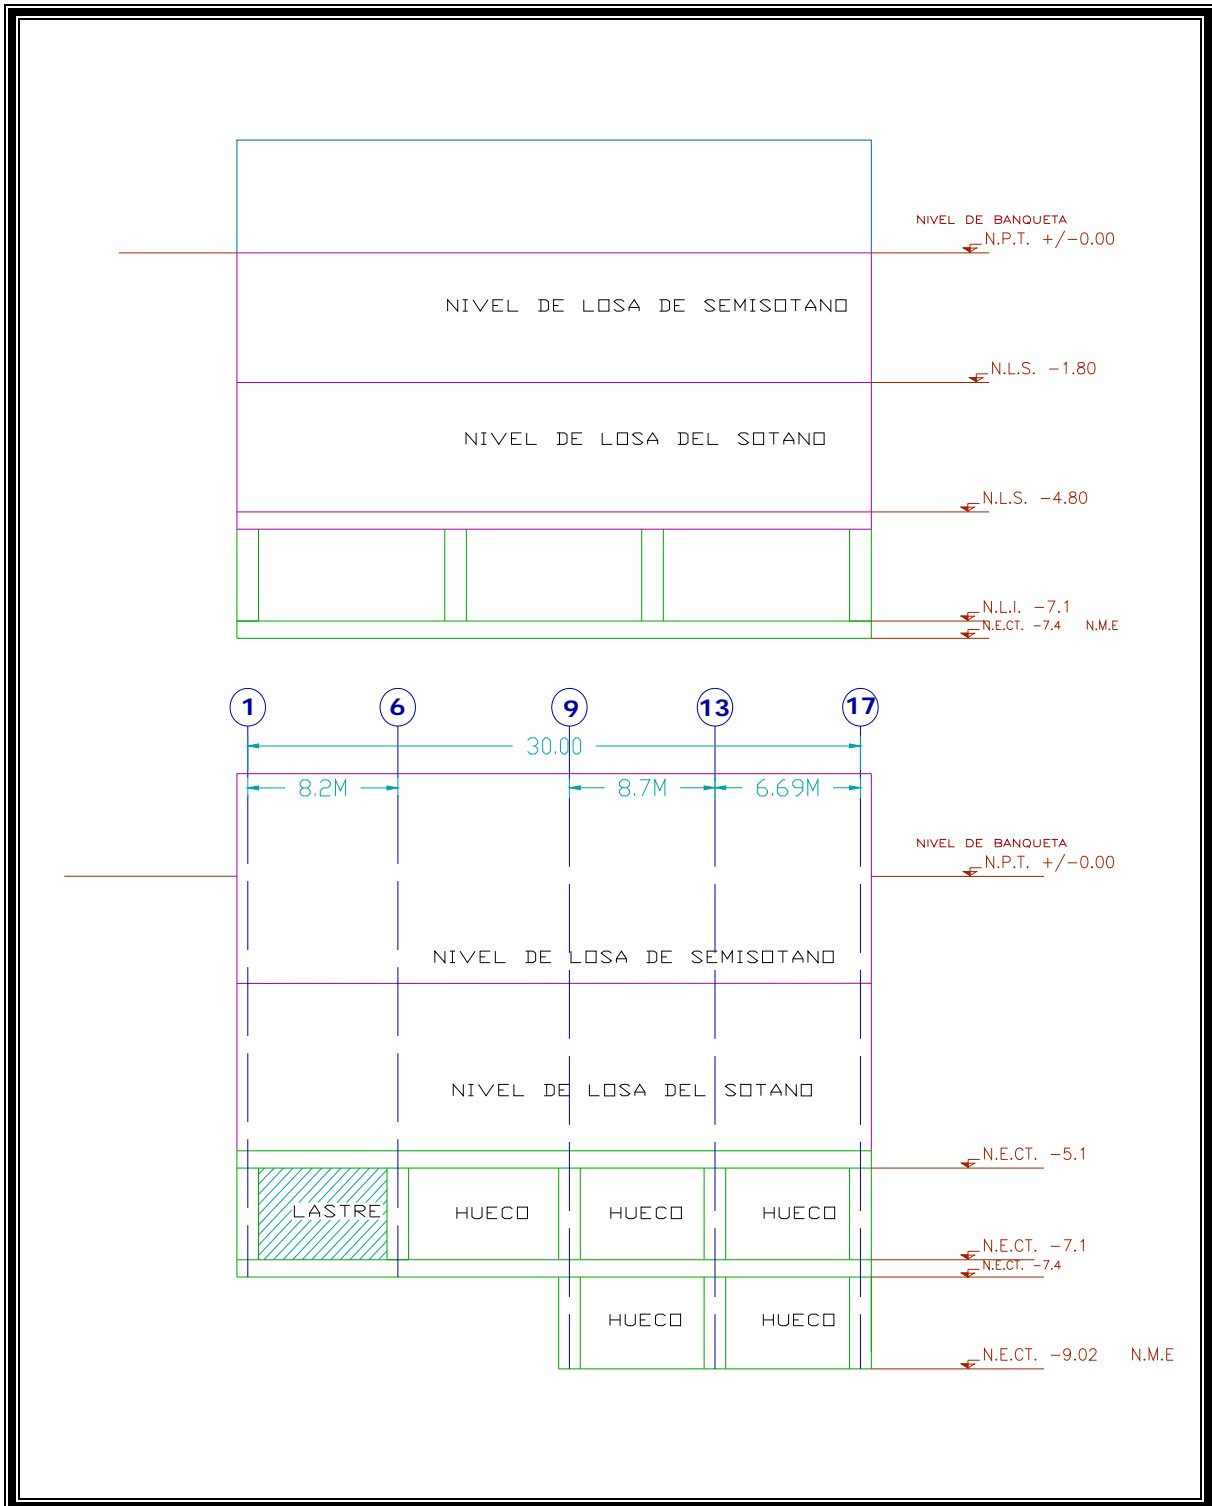 NIVEL DE BANQUETA
N.P.T. +/-0.00
NIVEL DE LOSA DE SEMISOTANO
N.L.S. -1.80
NIVEL DE LOSA DEL SOTANO
N.L.S. -4.80
N.L.I. -7.1
N.E.CT. -7.4 N.M.E
1 6 9 13 17
30.00
8.2M 8.7M 6.69M
NIVEL DE BANQUETA
N.P.T. +/-0.00
NIVEL DE LOSA DE SEMISOTANO
NIVEL DE LOSA DEL SOTANO
N.E.CT. -5.1
LASTRE HUECO HUECO HUECO
N.E.CT. -7.1
N.E.CT. -7.4
HUECO HUECO
N.E.CT. -9.02 N.M.E